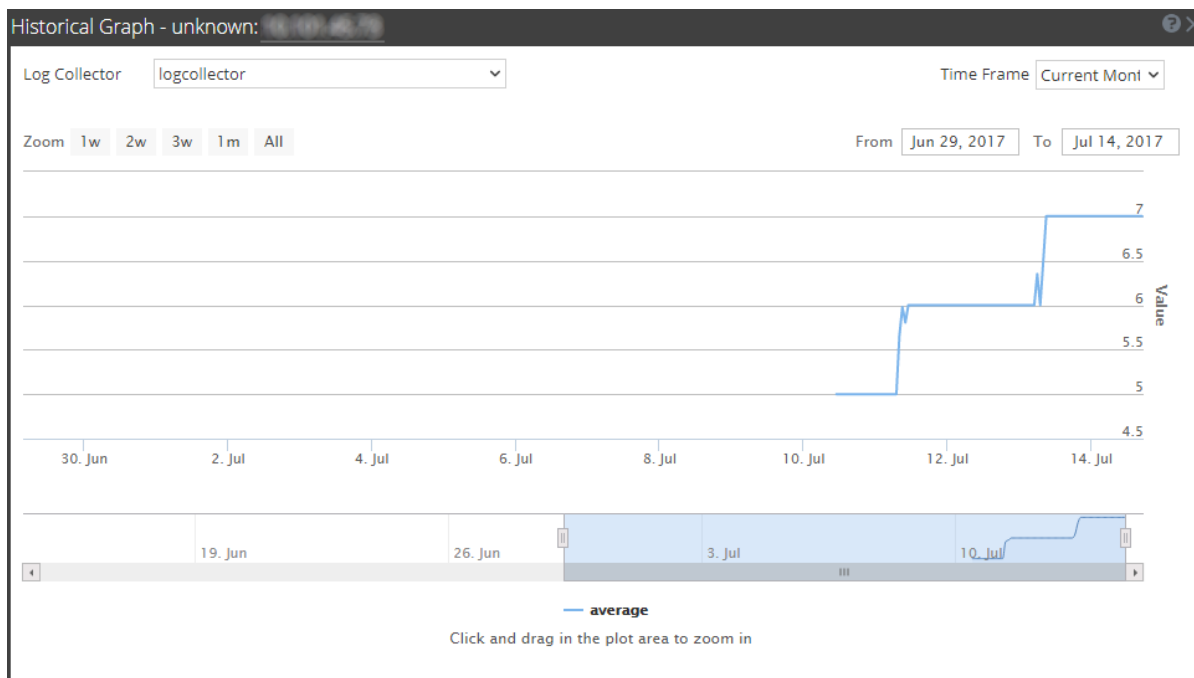 Historical Graph - unknown:
Log Collector logcollector Time Frame Current Mont
Zoom 1w 2w 3w 1m All From Jun 29, 2017 To Jul 14, 2017
7
6.5
6
Value
5.5
5
4.5
30. Jun 2. Jul 4. Jul 6. Jul 8. Jul 10. Jul 12. Jul 14. Jul
19. Jun 26. Jun 3. Jul 10. Jul
average
Click and drag in the plot area to zoom in